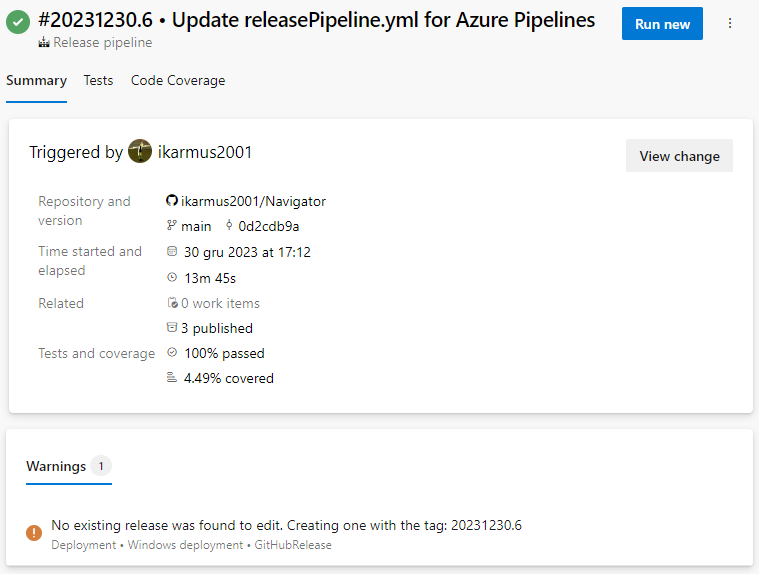 #20231230.6 • Update releasePipeline.yml for Azure Pipelines
Run new
Release pipeline
Summary
Tests
Code Coverage
Triggered by ikarmus2001
View change
Repository and version
ikarmus2001/Navigator
main 0d2cdb9a
Time started and elapsed
30 gru 2023 at 17:12
13m 45s
Related
0 work items
3 published
Tests and coverage
100% passed
4.49% covered
Warnings 1
No existing release was found to edit. Creating one with the tag: 20231230.6
Deployment • Windows deployment • GitHubRelease